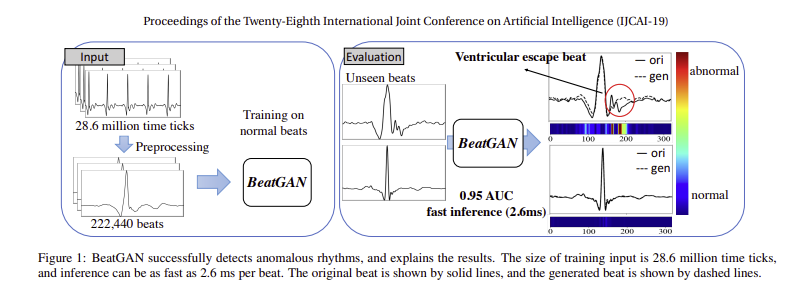 Proceedings of the Twenty-Eighth International Joint Conference on Artificial Intelligence (IJCAI-19)
Input
28.6 million time ticks
Preprocessing
222,440 beats
Training on
normal beats
BeatGAN
Evaluation
Unseen beats
BeatGAN
0.95 AUC
fast inference (2.6ms)
Ventricular escape beat
ori
gen
0 100 200 300
ori
gen
0 100 200 300
abnormal
normal
Figure 1: BeatGAN successfully detects anomalous rhythms, and explains the results. The size of training input is 28.6 million time ticks,
and inference can be as fast as 2.6 ms per beat. The original beat is shown by solid lines, and the generated beat is shown by dashed lines.